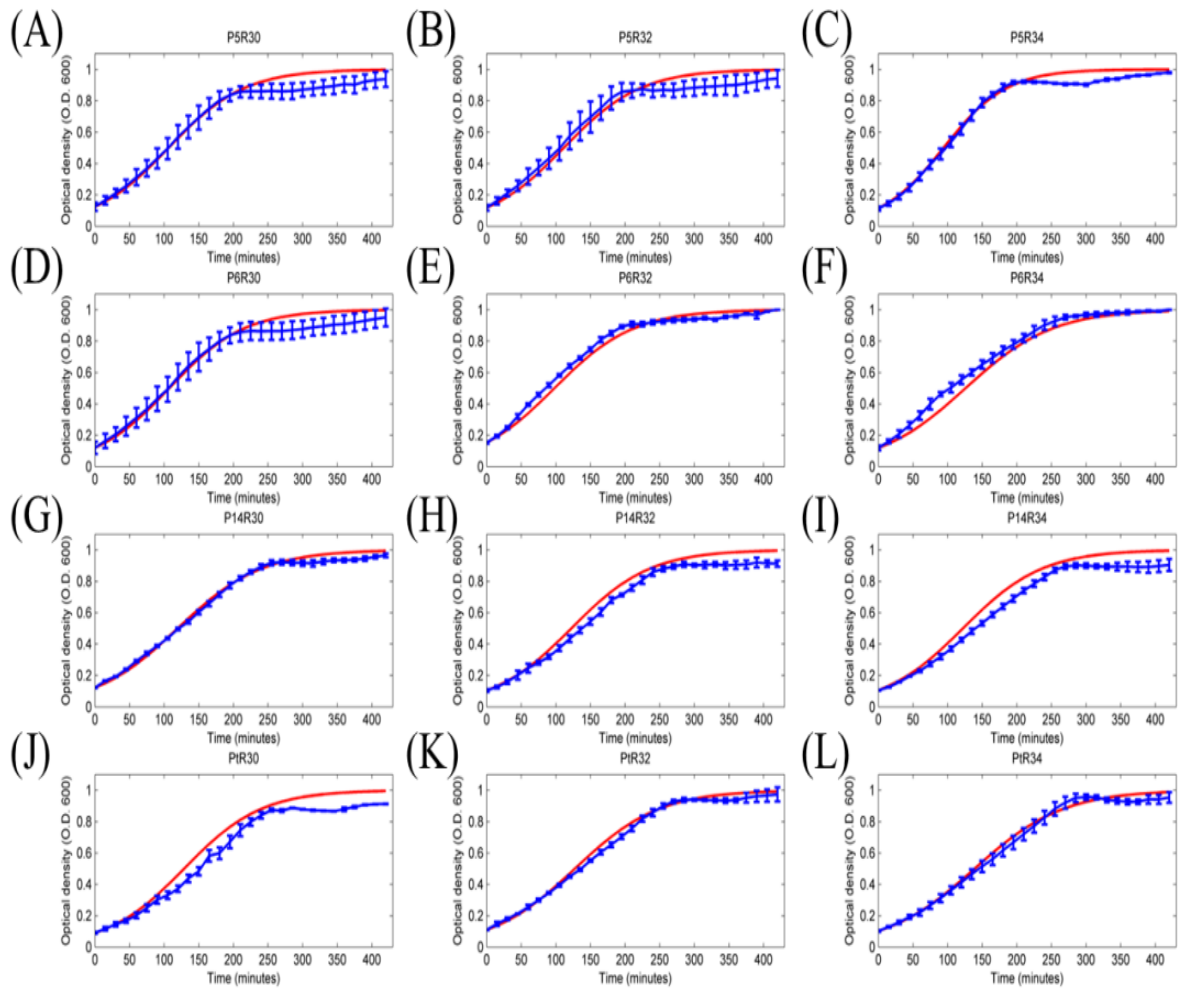 (A) (B) (C)
P5R30 P5R32 P5R34
Optical density (O.D. 600) Optical density (O.D. 600) Optical density (O.D. 600)
1 1 1
0.8 0.8 0.8
0.6 0.6 0.6
0.4 0.4 0.4
0.2 0.2 0.2
0 0 0
0 50 100 150 200 250 300 350 400 0 50 100 150 200 250 300 350 400 0 50 100 150 200 250 300 350 400
Time (minutes) Time (minutes) Time (minutes)
(D) (E) (F)
P6R30 P6R32 P6R34
Optical density (O.D. 600) Optical density (O.D. 600) Optical density (O.D. 600)
1 1 1
0.8 0.8 0.8
0.6 0.6 0.6
0.4 0.4 0.4
0.2 0.2 0.2
0 0 0
0 50 100 150 200 250 300 350 400 0 50 100 150 200 250 300 350 400 0 50 100 150 200 250 300 350 400
Time (minutes) Time (minutes) Time (minutes)
(G) (H) (I)
P14R30 P14R32 P14R34
Optical density (O.D. 600) Optical density (O.D. 600) Optical density (O.D. 600)
1 1 1
0.8 0.8 0.8
0.6 0.6 0.6
0.4 0.4 0.4
0.2 0.2 0.2
0 0 0
0 50 100 150 200 250 300 350 400 0 50 100 150 200 250 300 350 400 0 50 100 150 200 250 300 350 400
Time (minutes) Time (minutes) Time (minutes)
(J) (K) (L)
PtR30 PtR32 PtR34
Optical density (O.D. 600) Optical density (O.D. 600) Optical density (O.D. 600)
1 1 1
0.8 0.8 0.8
0.6 0.6 0.6
0.4 0.4 0.4
0.2 0.2 0.2
0 0 0
0 50 100 150 200 250 300 350 400 0 50 100 150 200 250 300 350 400 0 50 100 150 200 250 300 350 400
Time (minutes) Time (minutes) Time (minutes)